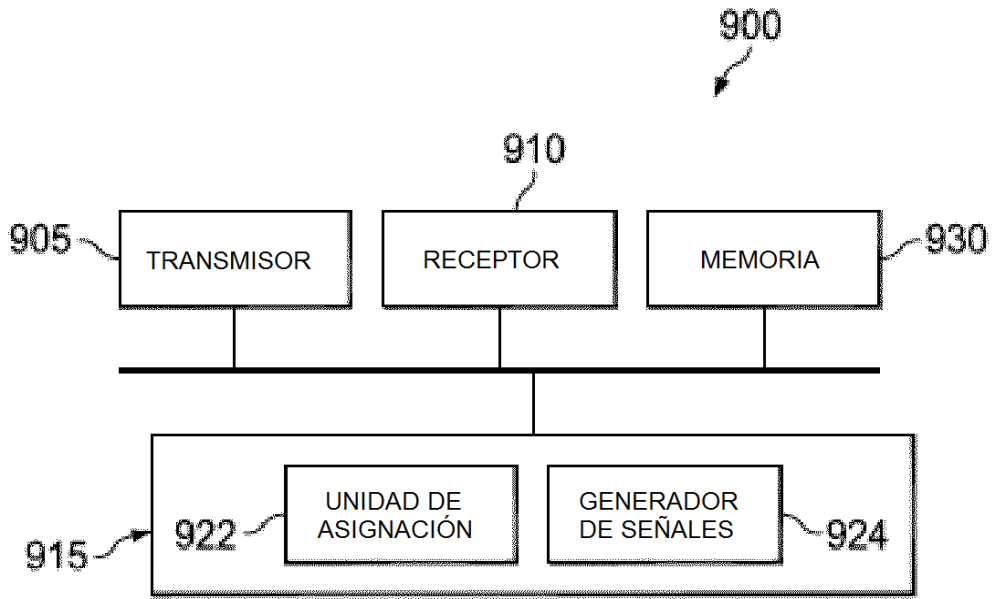 900
910
905
TRANSMISOR
RECEPTOR
MEMORIA
930
UNIDAD DE
ASIGNACIÓN
GENERADOR
DE SEÑALES
922
924
915